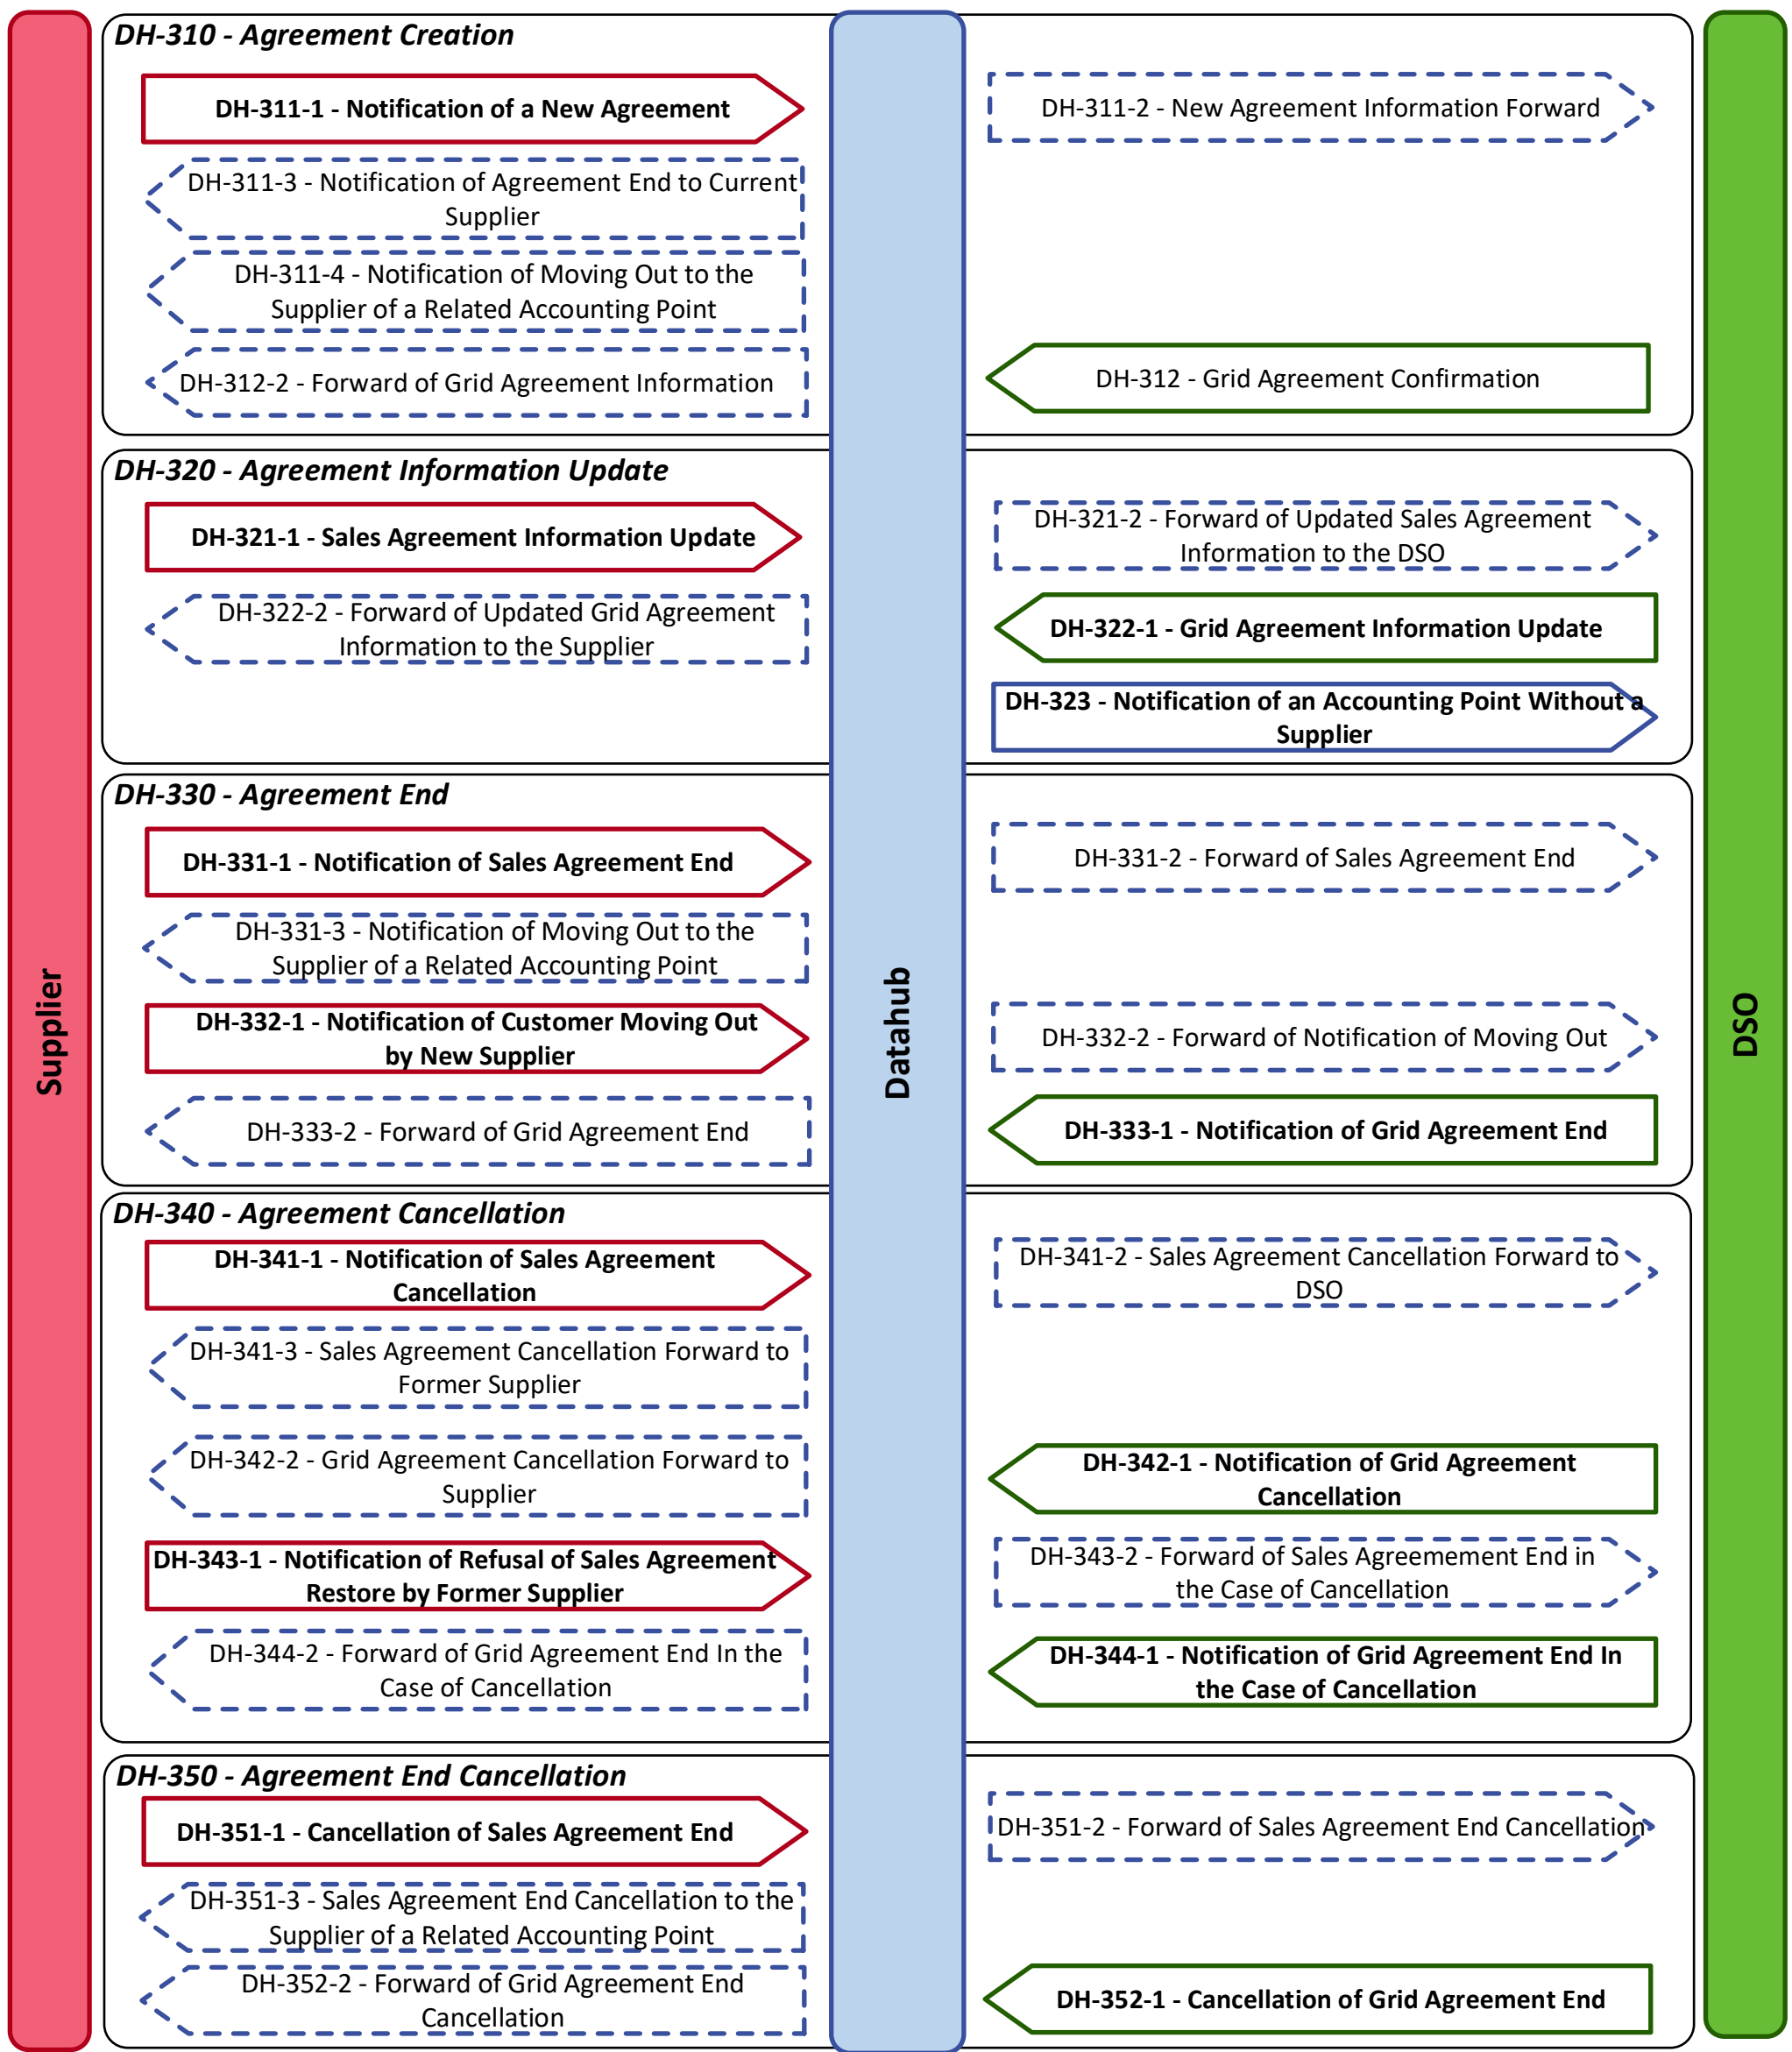 DH-310 - Agreement Creation
DH-311-1 - Notification of a New Agreement
DH-311-2 - New Agreement Information Forward
DH-311-3 - Notification of Agreement End to Current
Supplier
DH-311-4 - Notification of Moving Out to the
Supplier of a Related Accounting Point
DH-312-2 - Forward of Grid Agreement Information
DH-312 - Grid Agreement Confirmation
DH-320 - Agreement Information Update
DH-321-1 - Sales Agreement Information Update
DH-321-2 - Forward of Updated Sales Agreement
Information to the DSO
DH-322-2 - Forward of Updated Grid Agreement
Information to the Supplier
DH-322-1 - Grid Agreement Information Update
DH-323 - Notification of an Accounting Point Without a
Supplier
DH-330 - Agreement End
DH-331-1 - Notification of Sales Agreement End
DH-331-2 - Forward of Sales Agreement End
DH-331-3 - Notification of Moving Out to the
Supplier of a Related Accounting Point
DH-332-1 - Notification of Customer Moving Out
by New Supplier
DH-332-2 - Forward of Notification of Moving Out
DH-333-2 - Forward of Grid Agreement End
DH-333-1 - Notification of Grid Agreement End
Supplier
Datahub
DSO
DH-340 - Agreement Cancellation
DH-341-1 - Notification of Sales Agreement
Cancellation
DH-341-2 - Sales Agreement Cancellation Forward to
DSO
DH-341-3 - Sales Agreement Cancellation Forward to
Former Supplier
DH-342-2 - Grid Agreement Cancellation Forward to
Supplier
DH-342-1 - Notification of Grid Agreement
Cancellation
DH-343-1 - Notification of Refusal of Sales Agreement
Restore by Former Supplier
DH-343-2 - Forward of Sales Agreemement End in
the Case of Cancellation
DH-344-2 - Forward of Grid Agreement End In the
Case of Cancellation
DH-344-1 - Notification of Grid Agreement End In
the Case of Cancellation
DH-350 - Agreement End Cancellation
DH-351-1 - Cancellation of Sales Agreement End
DH-351-2 - Forward of Sales Agreement End Cancellation
DH-351-3 - Sales Agreement End Cancellation to the
Supplier of a Related Accounting Point
DH-352-2 - Forward of Grid Agreement End
Cancellation
DH-352-1 - Cancellation of Grid Agreement End